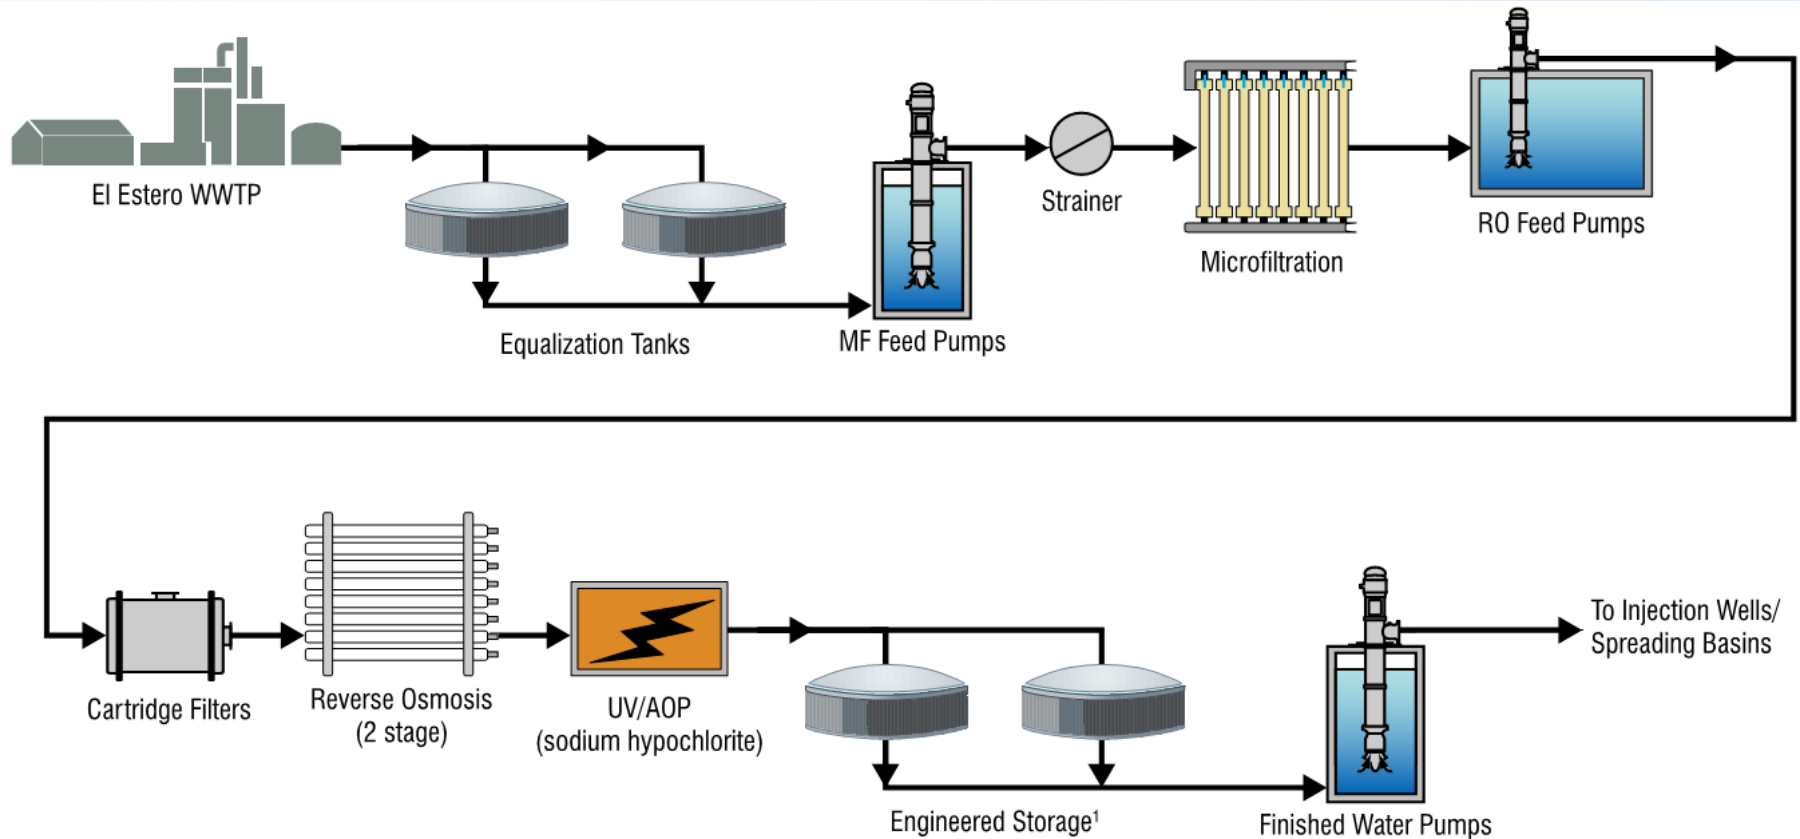 El Estero WWTP
Equalization Tanks
MF Feed Pumps
Strainer
Microfiltration
RO Feed Pumps
Cartridge Filters
Reverse Osmosis
(2 stage)
UV/AOP
(sodium hypochlorite)
Engineered Storage¹
Finished Water Pumps
To Injection Wells/
Spreading Basins